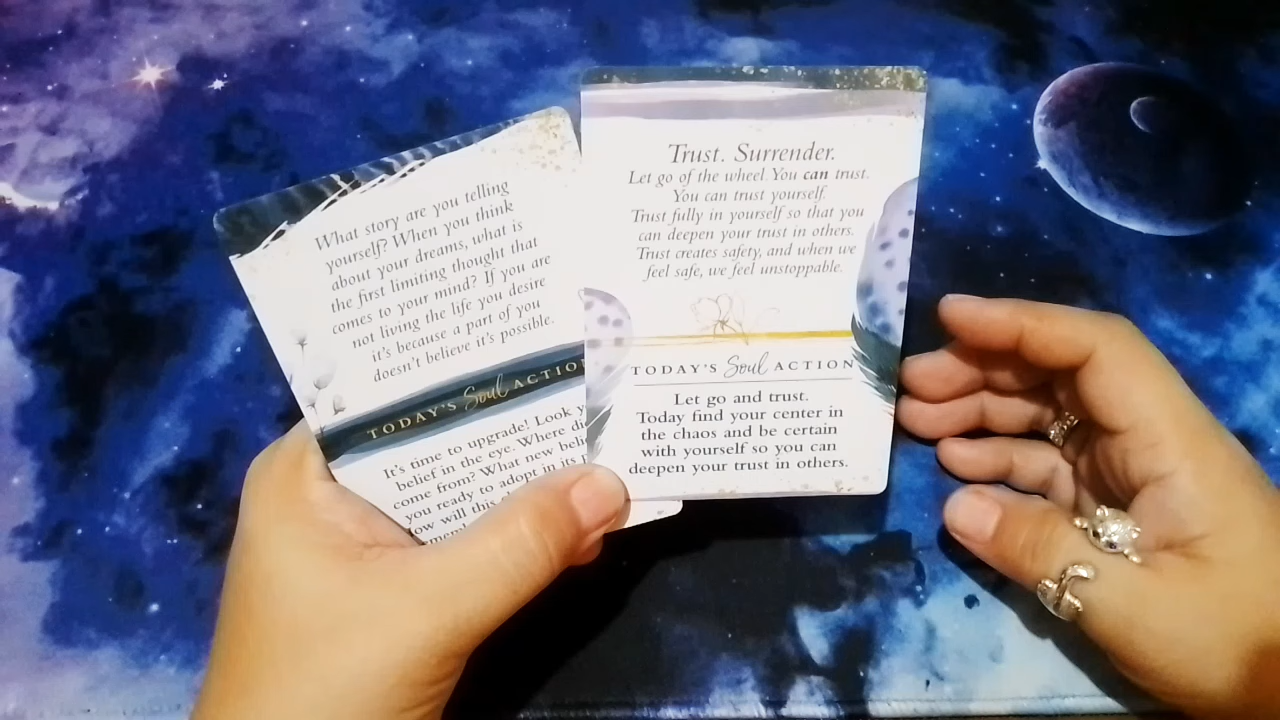 What story are you telling
yourself? When you think
about your dreams, what is
the first limiting thought that
comes to your mind? If you are
not living the life you desire
it's because a part of you
doesn't believe it's possible.
TODAY'S Soul ACTION
It's time to upgrade! Look
belief in the eye. Where
come from? What new
you ready to adopt in its
will this
Trust. Surrender.
Let go of the wheel. You can trust.
You can trust yourself.
Trust fully in yourself so that you
can deepen your trust in others.
Trust creates safety, and when we
feel safe, we feel unstoppable.
TODAY'S Soul ACTION
Let go and trust.
Today find your center in
the chaos and be certain
with yourself so you can
deepen your trust in others.